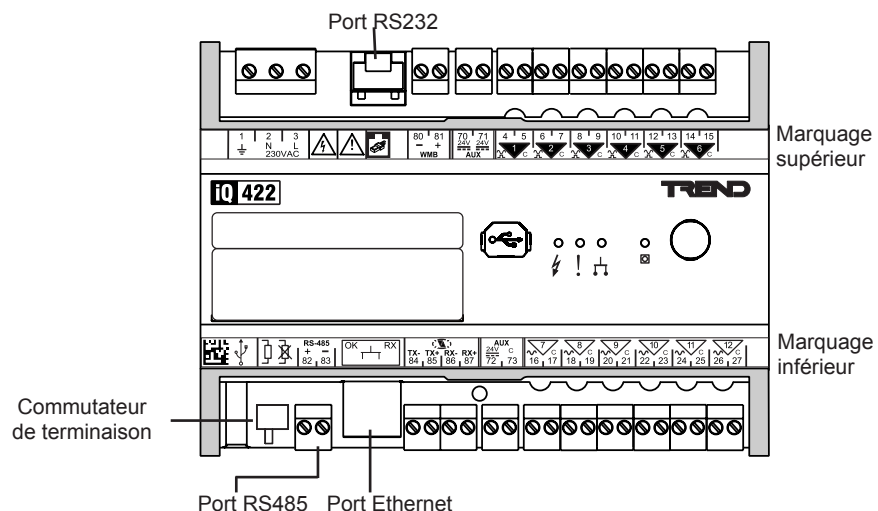 Port RS232
1 2 3
N L
230VAC
80 81
− +
WMB
70 71
24V 24V
AUX
4 5 6 7 8 9 10 11 12 13 14 15
1 C 2 C 3 C 4 C 5 C 6 C
Marquage
supérieur
iQ 422
TREND
!
RS-485
+ −
82 83
OK RX
TX- TX+ RX- RX+
84 85 86 87
AUX
24V C
72 73
7 8 9 10 11 12
C C C C C C
16 17 18 19 20 21 22 23 24 25 26 27
Marquage
inférieur
Commutateur
de terminaison
Port RS485 Port Ethernet